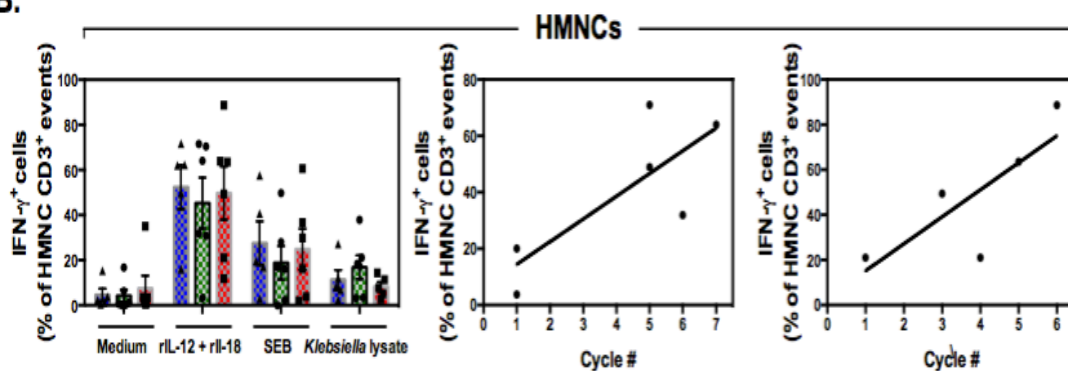 B.
HMNCs
IFN-γ+ cells
(% of HMNC CD3+ events)
100
80
60
40
20
0
Medium rIL-12 + rIl-18 SEB Klebsiella lysate
IFN-γ+ cells
(% of HMNC CD3+ events)
80
60
40
20
0
0 1 2 3 4 5 6 7
Cycle #
IFN-γ+ cells
(% of HMNC CD3+ events)
100
80
60
40
20
0
0 1 2 3 4 5 6
Cycle #